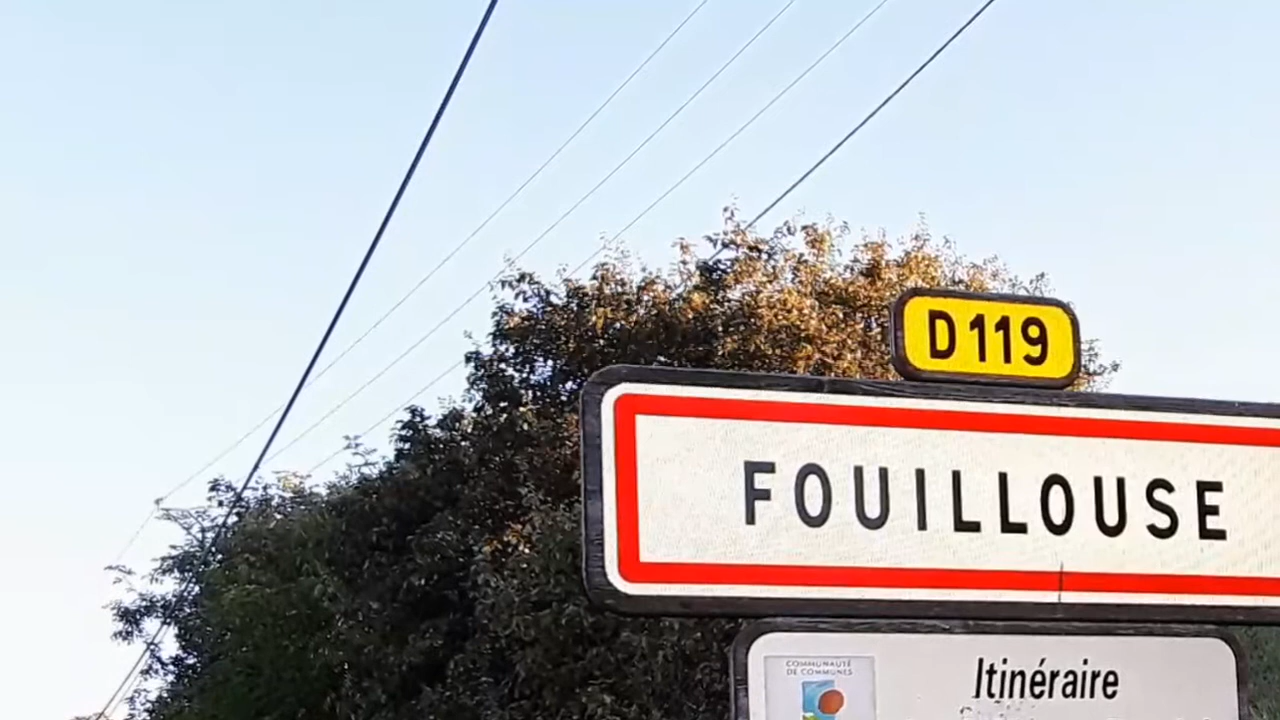 D119
FOUILLOUSE
COMMUNAUTÉ
DE COMMUNES
Itinéraire